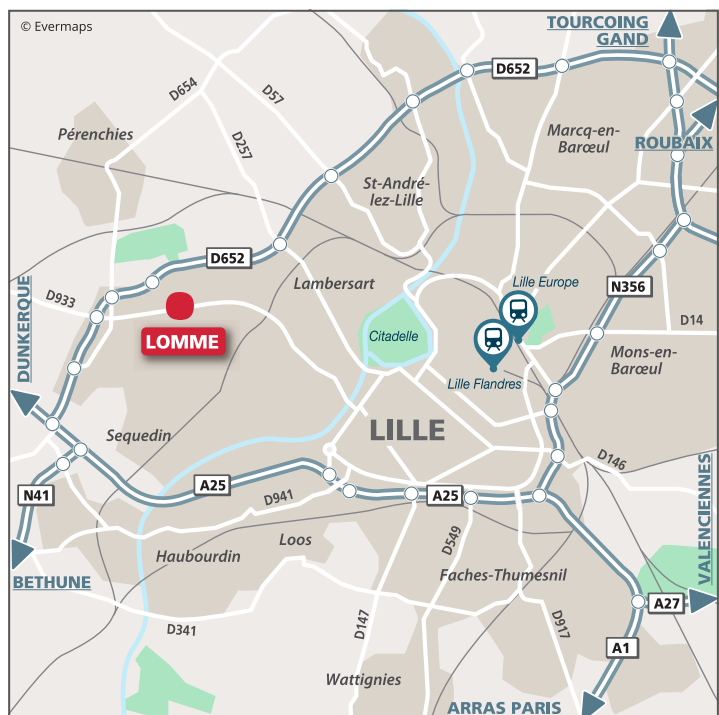 © Evermaps
TOURCOING
GAND
D652
D654
D57
Pérenchies
D257
Marcq-en-
Barœul
ROUBAIX
St-André-
lez-Lille
D652
Lambersart
Lille Europe
N356
D933
LOMME
Citadelle
D14
DUNKERQUE
Lille Flandres
Mons-en-
Barœul
LILLE
Sequedin
D146
A25
N41
D941
A25
VALENCIENNES
Loos
D549
Haubourdin
Faches-Thumesnil
BETHUNE
A27
D341
D147
D917
A1
Wattignies
ARRAS PARIS